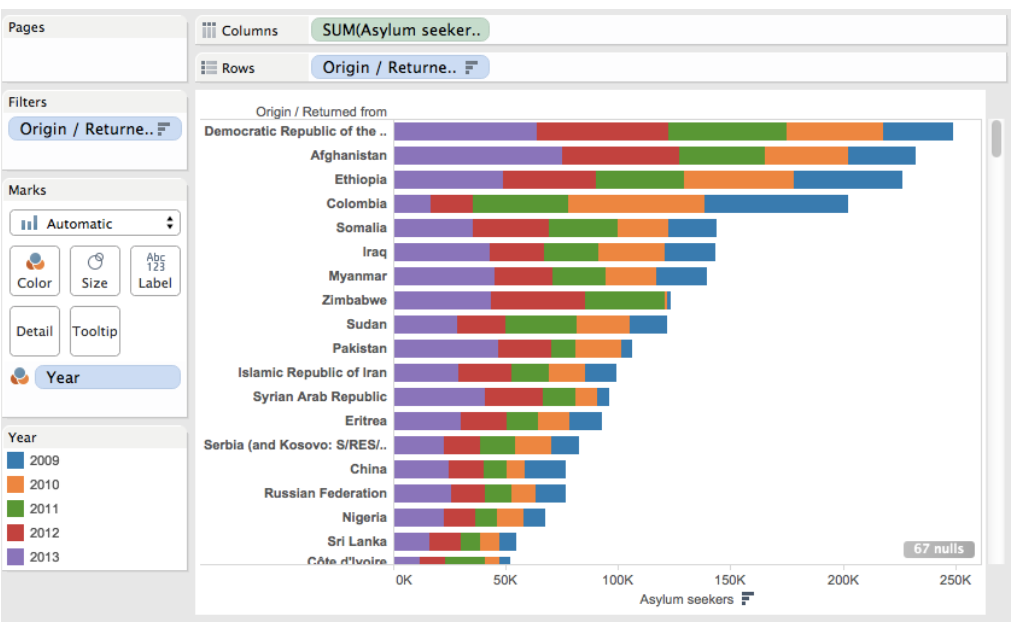 Pages
Columns
SUM(Asylum seeker..
Rows
Origin / Returne..
Filters
Origin / Returne..
Marks
Automatic
Color
Size
Abc
123
Label
Detail
Tooltip
Year
Year
2009
2010
2011
2012
2013
Origin / Returned from
Democratic Republic of the ..
Afghanistan
Ethiopia
Colombia
Somalia
Iraq
Myanmar
Zimbabwe
Sudan
Pakistan
Islamic Republic of Iran
Syrian Arab Republic
Eritrea
Serbia (and Kosovo: S/RES/..
China
Russian Federation
Nigeria
Sri Lanka
Côte d'Ivoire
67 nulls
0K 50K 100K 150K 200K 250K
Asylum seekers